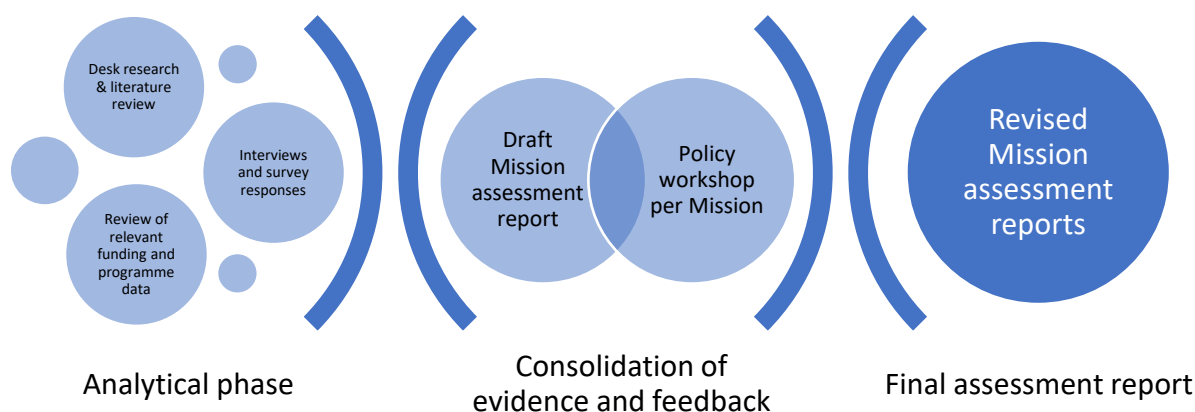 Desk research
& literature
review
Interviews
and survey
responses
Review of
relevant
funding and
programme
data
Analytical phase
Draft
Mission
assessment
report
Policy
workshop
per Mission
Consolidation of
evidence and feedback
Revised
Mission
assessment
reports
Final assessment report